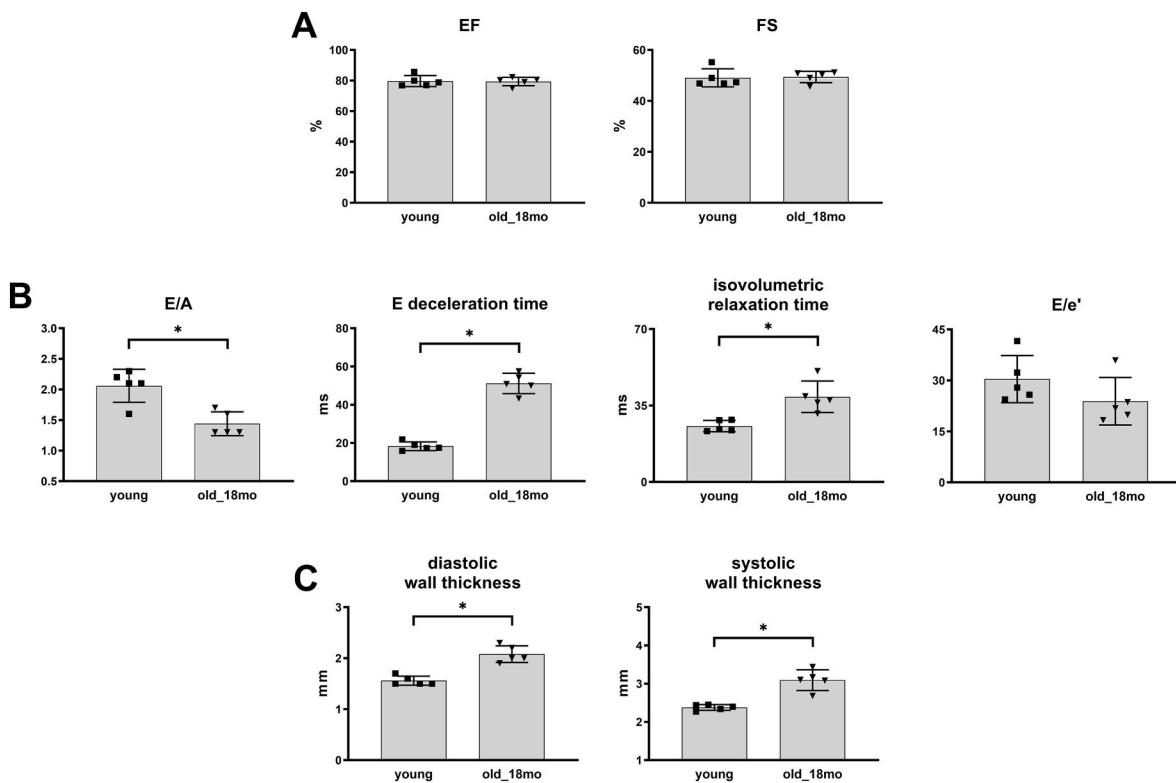 A
EF
FS
%
100
80
60
40
20
0
young
old_18mo
%
60
40
20
0
young
old_18mo
B
E/A
E deceleration time
isovolumetric
relaxation time
E/e'
3.0
2.5
2.0
1.5
1.0
0.5
*
young
old_18mo
ms
80
60
40
20
0
*
young
old_18mo
ms
70
35
0
*
young
old_18mo
45
30
15
0
young
old_18mo
C
diastolic
wall thickness
systolic
wall thickness
mm
3
2
1
0
*
young
old_18mo
mm
5
4
3
2
1
*
young
old_18mo